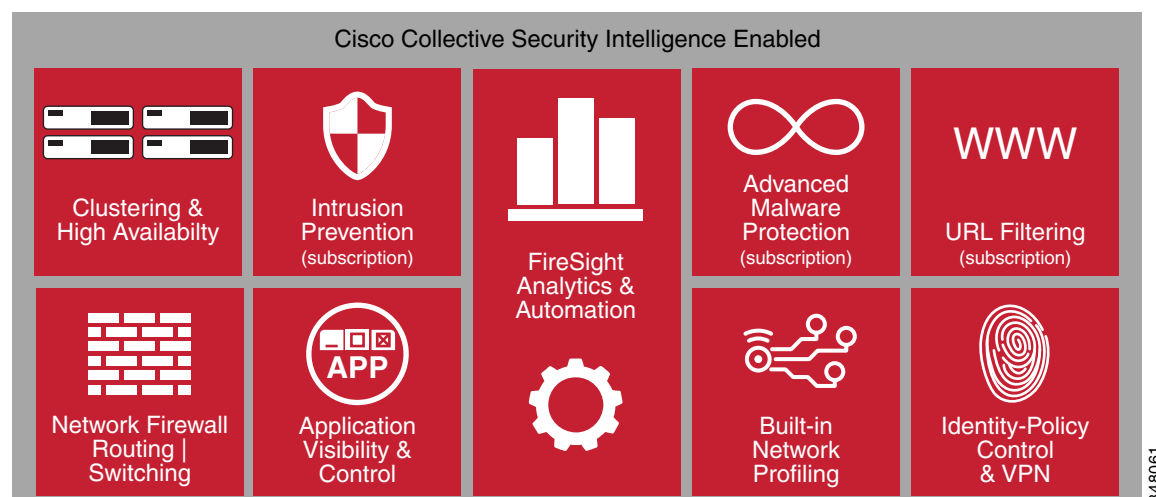 Cisco Collective Security Intelligence Enabled
Clustering &
High Availabilty
Intrusion
Prevention
(subscription)
FireSight
Analytics &
Automation
Advanced
Malware
Protection
(subscription)
WWW
URL Filtering
(subscription)
Network Firewall
Routing |
Switching
APP
Application
Visibility &
Control
Built-in
Network
Profiling
Identity-Policy
Control
& VPN
348061